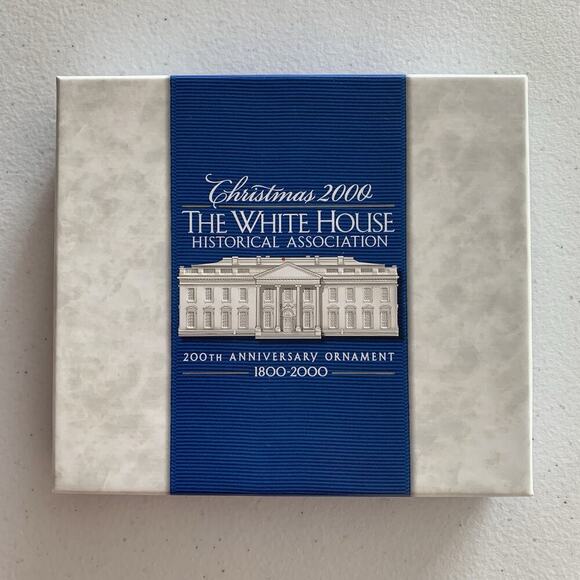 Christmas 2000
THE WHITE HOUSE
HISTORICAL ASSOCIATION
200TH ANNIVERSARY ORNAMENT
1800-2000